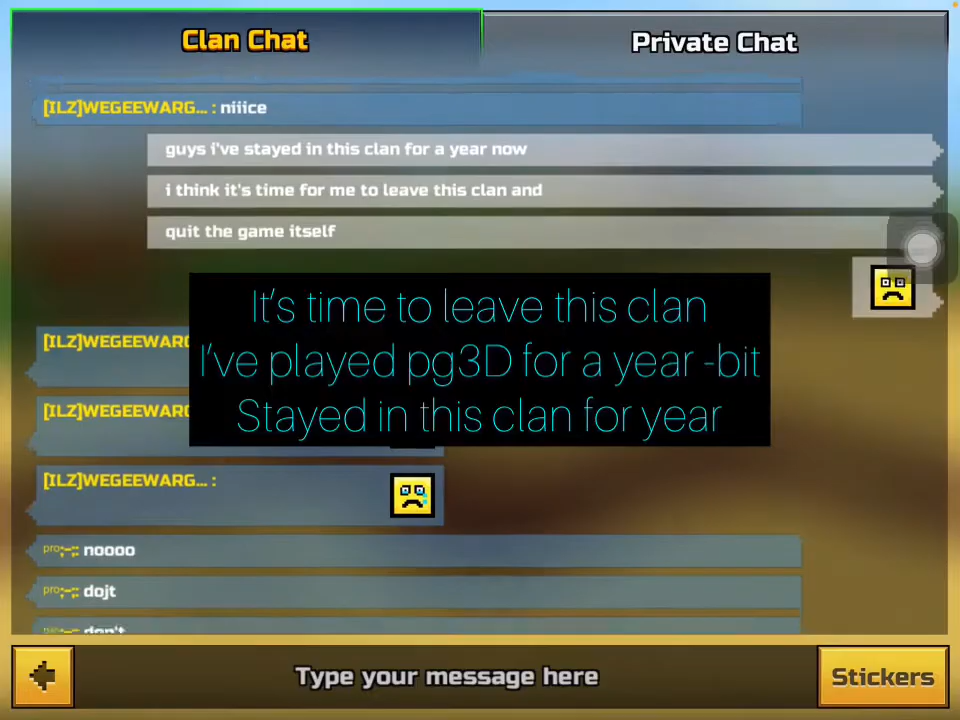 Clan Chat
Private Chat
[ILZ]WEGEEWARG... : niiice
guys i've stayed in this clan for a year now
i think it's time for me to leave this clan and
quit the game itself
It's time to leave this clan
I've played pg3D for a year -bit
Stayed in this clan for year
[ILZ]WEGEEWARG
[ILZ]WEGEEWARG
[ILZ]WEGEEWARG... :
noooo
dojt
don't
Type your message here
Stickers